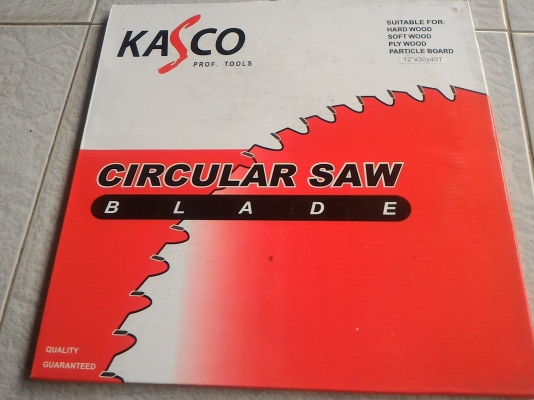 KASCO
PROF. TOOLS
SUITABLE FOR:
HARD WOOD
SOFT WOOD
PLY WOOD
PARTICLE BOARD
12"x30x40T
CIRCULAR SAW
BLADE
QUALITY
GUARANTEED